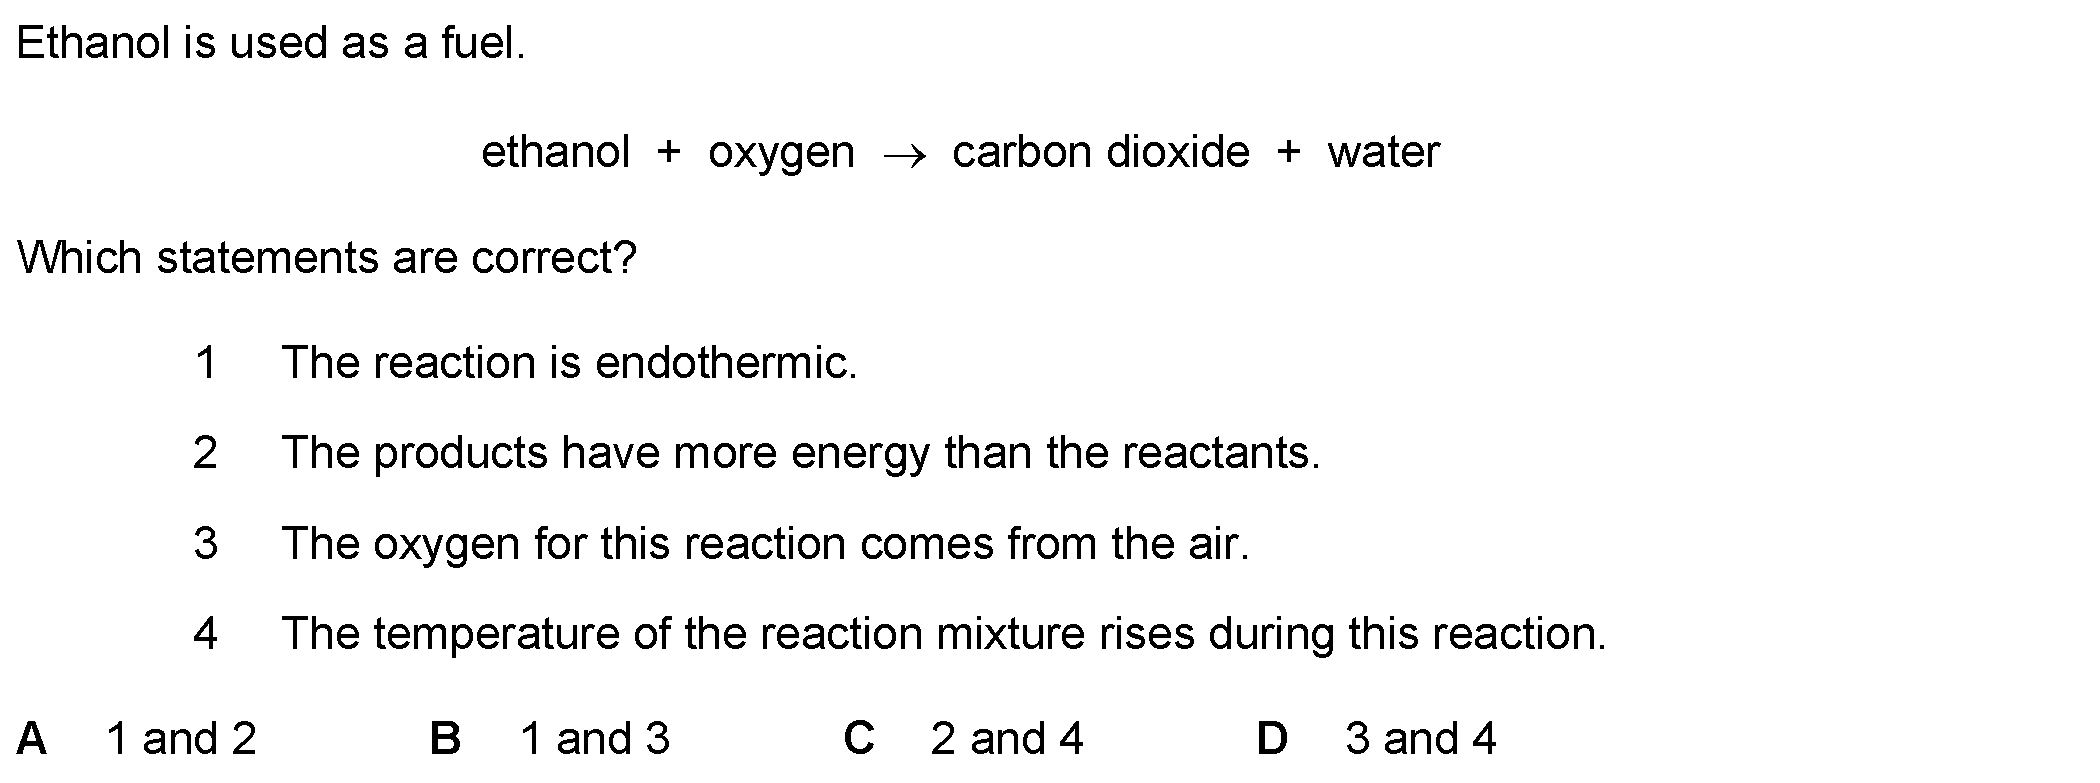 Ethanol is used as a fuel.
ethanol + oxygen → carbon dioxide + water
Which statements are correct?
1 The reaction is endothermic.
2 The products have more energy than the reactants.
3 The oxygen for this reaction comes from the air.
4 The temperature of the reaction mixture rises during this reaction.
A 1 and 2 B 1 and 3 C 2 and 4 D 3 and 4